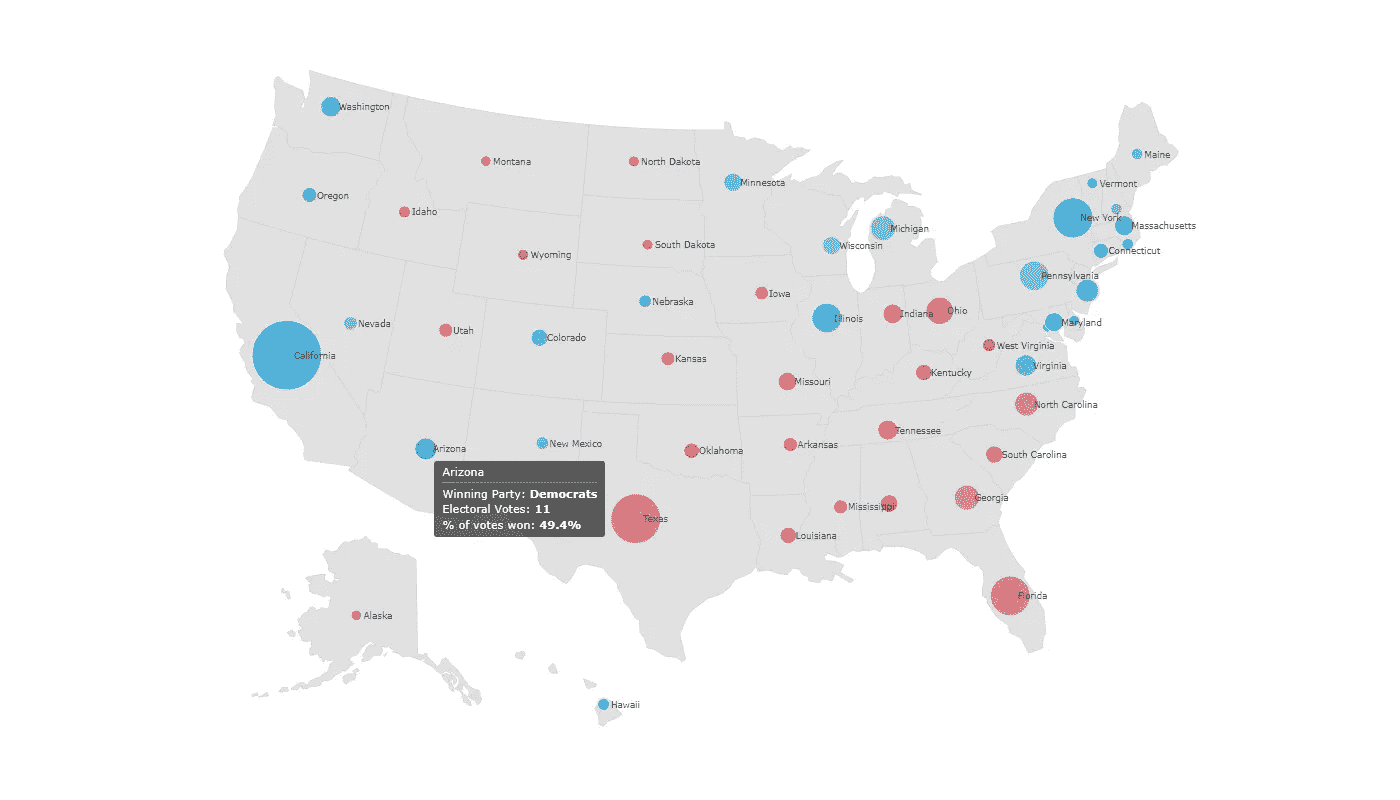 Washington
Maine
Montana
North Dakota
Minnesota
Vermont
Oregon
Idaho
New York
Massachusetts
Michigan
South Dakota
Wisconsin
Connecticut
Wyoming
Pennsylvania
Iowa
Nebraska
Ohio
Indiana
Illinois
Nevada
Maryland
Utah
Colorado
West Virginia
California
Kansas
Virginia
Kentucky
Missouri
North Carolina
Tennessee
New Mexico
Arkansas
Arizona
Oklahoma
South Carolina
Arizona
Winning Party: Democrats
Electoral Votes: 11
% of votes won: 49.4%
Georgia
Mississippi
Texas
Louisiana
Florida
Alaska
Hawaii